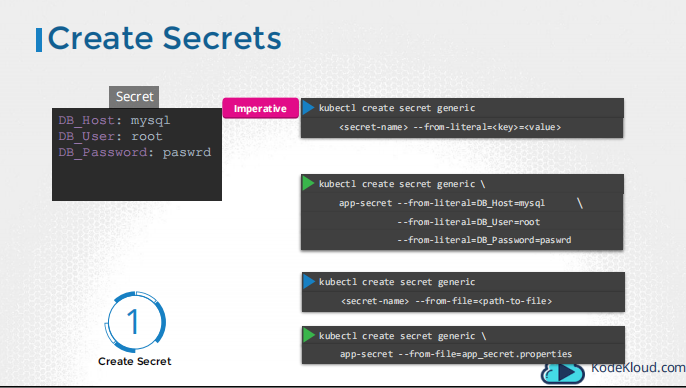 Create Secrets
Secret
DB_Host: mysql
DB_User: root
DB_Password: paswrd
Imperative
kubectl create secret generic
<secret-name> --from-literal=<key>=<value>
kubectl create secret generic \
app-secret --from-literal=DB_Host=mysql \
--from-literal=DB_User=root
--from-literal=DB_Password=paswrd
kubectl create secret generic
<secret-name> --from-file=<path-to-file>
kubectl create secret generic \
app-secret --from-file=app_secret.properties
1
Create Secret
KodeKloud.com